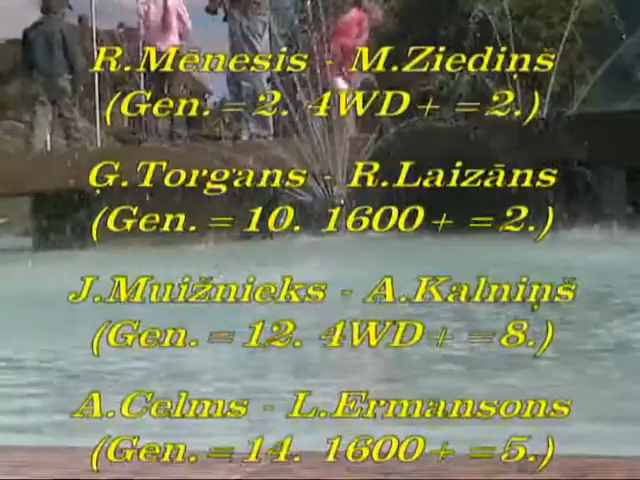 R.Mēnesis - M.Ziediņš
(Gen. = 2. 4WD+ = 2.)
G.Torgans - R.Laizāns
(Gen. = 10. 1600+ = 2.)
J.Muižnieks - A.Kalniņš
(Gen. = 12. 4WD+ = 8.)
A.Celms - L.Ermansons
(Gen. = 14. 1600+ = 5.)